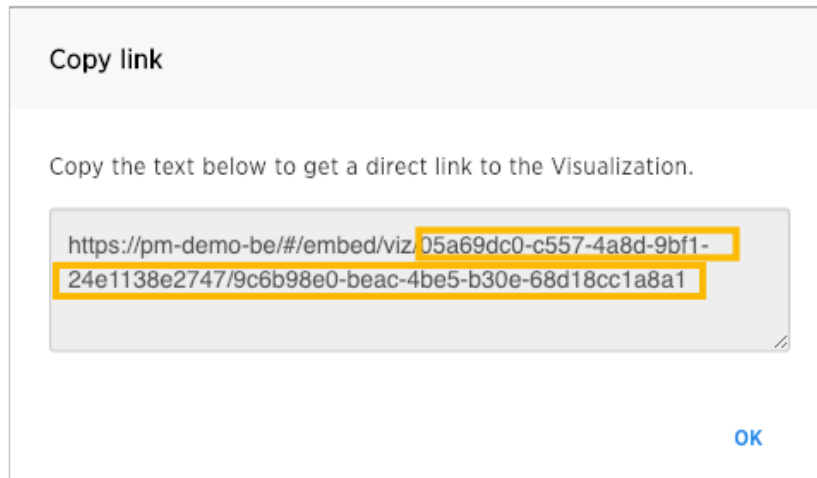 Copy link
Copy the text below to get a direct link to the Visualization.
https://pm-demo-be/#/embed/viz/05a69dc0-c557-4a8d-9bf1-
24e1138e2747/9c6b98e0-beac-4be5-b30e-68d18cc1a8a1
OK